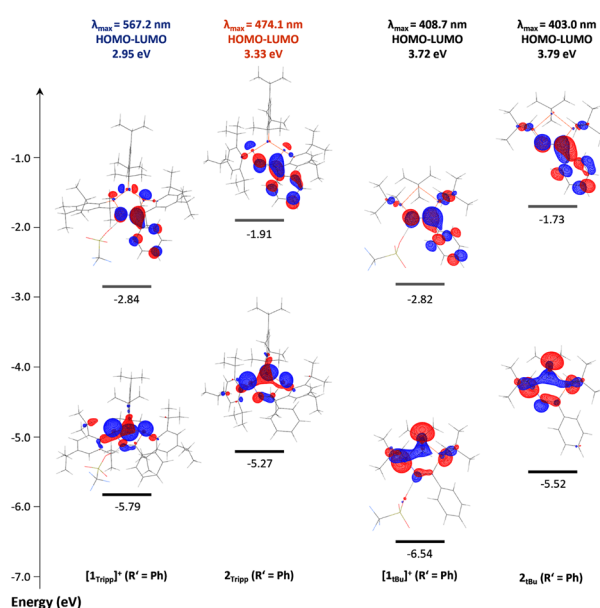 λmax = 567.2 nm
HOMO-LUMO
2.95 eV
λmax = 474.1 nm
HOMO-LUMO
3.33 eV
λmax = 408.7 nm
HOMO-LUMO
3.72 eV
λmax = 403.0 nm
HOMO-LUMO
3.79 eV
-1.0
-2.0
-3.0
-4.0
-5.0
-6.0
-7.0
-2.84
-1.91
-2.82
-1.73
-5.79
-5.27
-6.54
-5.52
[1Tripp]+ (R' = Ph)
2Tripp (R' = Ph)
[1tBu]+ (R' = Ph)
2tBu (R' = Ph)
Energy (eV)